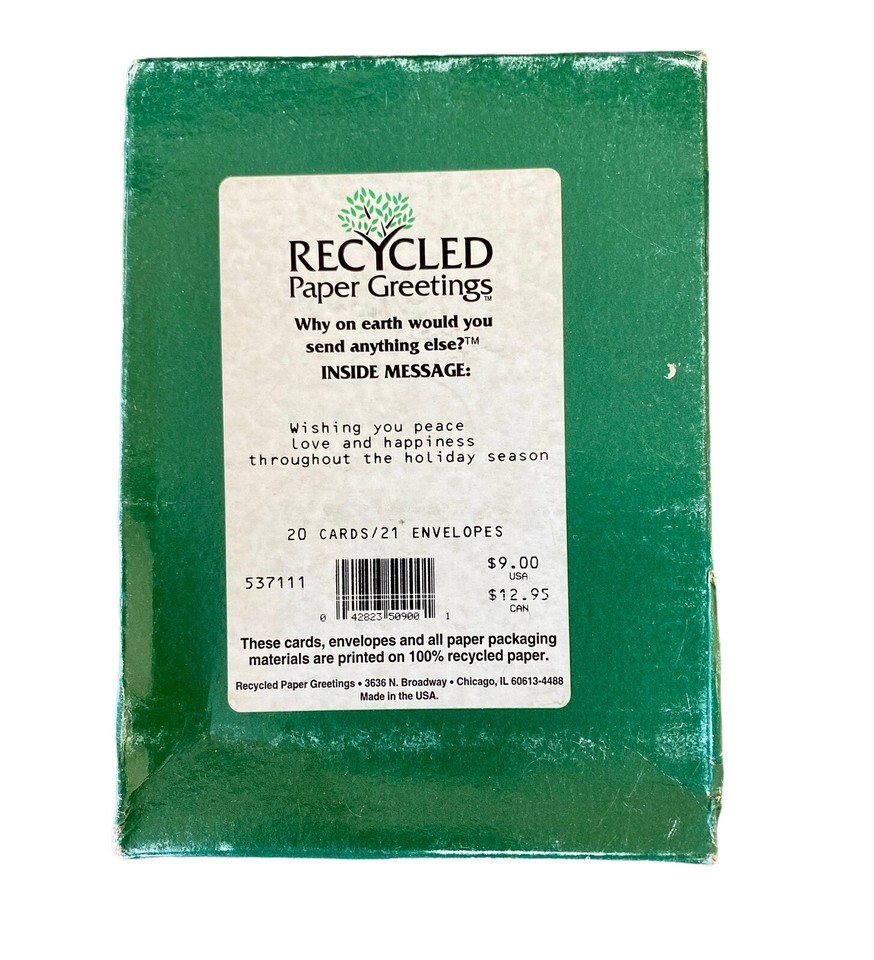 RECYCLED
Paper Greetings™
Why on earth would you
send anything else?™
INSIDE MESSAGE:
Wishing you peace
love and happiness
throughout the holiday season
20 CARDS/21 ENVELOPES
537111
$9.00
USA
$12.95
CAN
0 42823 50900 1
These cards, envelopes and all paper packaging
materials are printed on 100% recycled paper.
Recycled Paper Greetings • 3636 N. Broadway • Chicago, IL 60613-4488
Made in the USA.